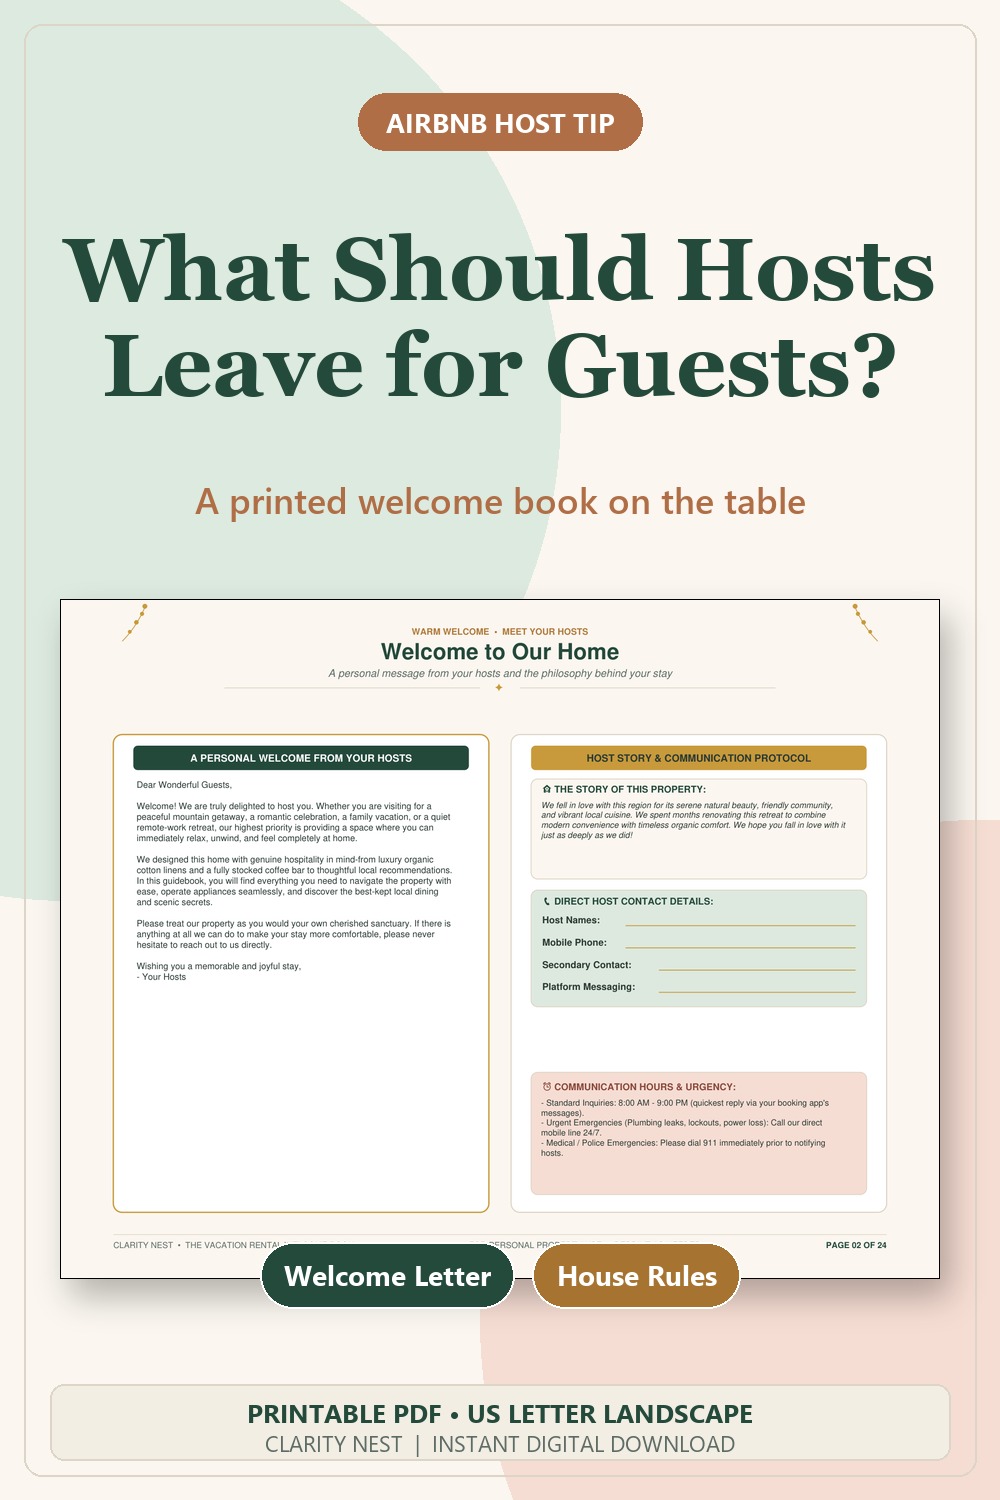 AIRBNB HOST TIP
What Should Hosts
Leave for Guests?
A printed welcome book on the table
WARM WELCOME • MEET YOUR HOSTS
Welcome to Our Home
A personal message from your hosts and the philosophy behind your stay
A PERSONAL WELCOME FROM YOUR HOSTS
Dear Wonderful Guests,
Welcome! We are truly delighted to host you. Whether you are visiting for a
peaceful mountain getaway, a romantic celebration, a family vacation, or a quiet
remote-work retreat, our highest priority is providing a space where you can
immediately relax, unwind, and feel completely at home.
We designed this home with genuine hospitality in mind-from luxury organic
cotton linens and a fully stocked coffee bar to thoughtful local recommendations.
In this guidebook, you will find everything you need to navigate the property with
ease, operate appliances seamlessly, and discover the best-kept local dining
and scenic secrets.
Please treat our property as you would your own cherished sanctuary. If there is
anything at all we can do to make your stay more comfortable, please never
hesitate to reach out to us directly.
Wishing you a memorable and joyful stay,
- Your Hosts
HOST STORY & COMMUNICATION PROTOCOL
THE STORY OF THIS PROPERTY:
We fell in love with this region for its serene natural beauty, friendly community,
and vibrant local cuisine. We spent months renovating this retreat to combine
modern convenience with timeless organic comfort. We hope you fall in love with it
just as deeply as we did!
DIRECT HOST CONTACT DETAILS:
Host Names:
Mobile Phone:
Secondary Contact:
Platform Messaging:
COMMUNICATION HOURS & URGENCY:
- Standard Inquiries: 8:00 AM - 9:00 PM (quickest reply via your booking app's
messages).
- Urgent Emergencies (Plumbing leaks, lockouts, power loss): Call our direct
mobile line 24/7.
- Medical / Police Emergencies: Please dial 911 immediately prior to notifying
hosts.
CLARITY NEST • THE VACATION RENTAL
PERSONAL
PAGE 02 OF 24
Welcome Letter
House Rules
PRINTABLE PDF • US LETTER LANDSCAPE
CLARITY NEST | INSTANT DIGITAL DOWNLOAD